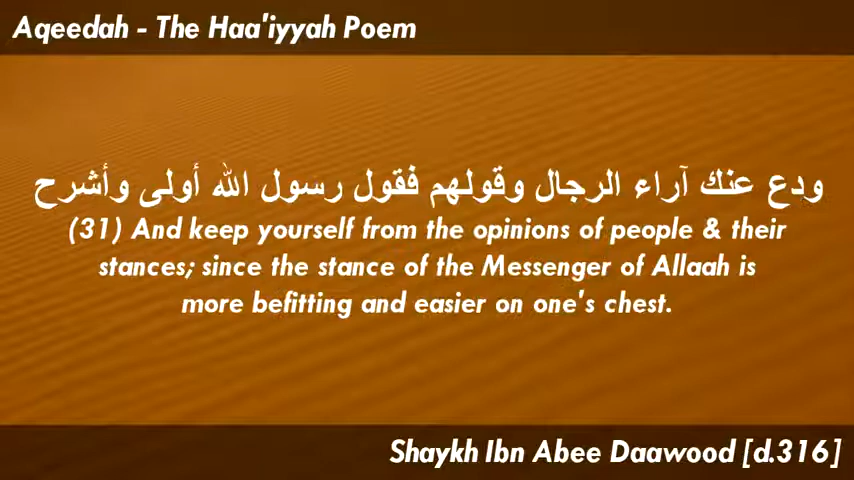 Aqeedah - The Haa'iyyah Poem
ودع عنك آراء الرجال وقولهم فقول رسول الله أولى وأشرح
(31) And keep yourself from the opinions of people & their
stances; since the stance of the Messenger of Allaah is
more befitting and easier on one's chest.
Shaykh Ibn Abee Daawood [d.316]